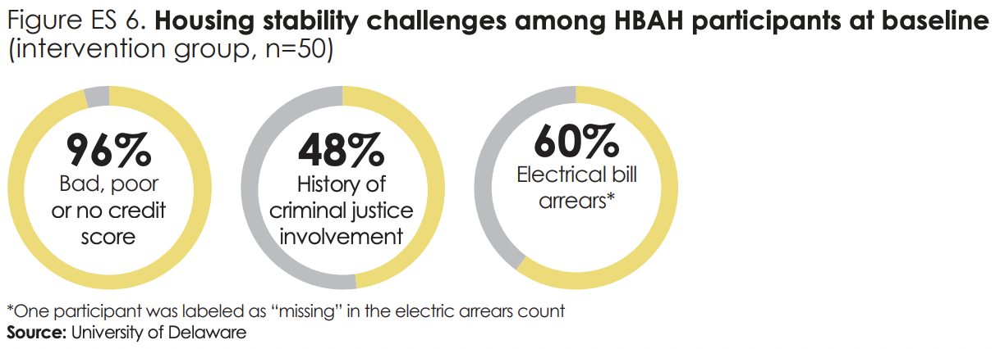 Figure ES 6. Housing stability challenges among HBAH participants at baseline
(intervention group, n=50)
96%
Bad, poor
or no credit
score
48%
History of
criminal justice
involvement
60%
Electrical bill
arrears*
*One participant was labeled as “missing” in the electric arrears count
Source: University of Delaware